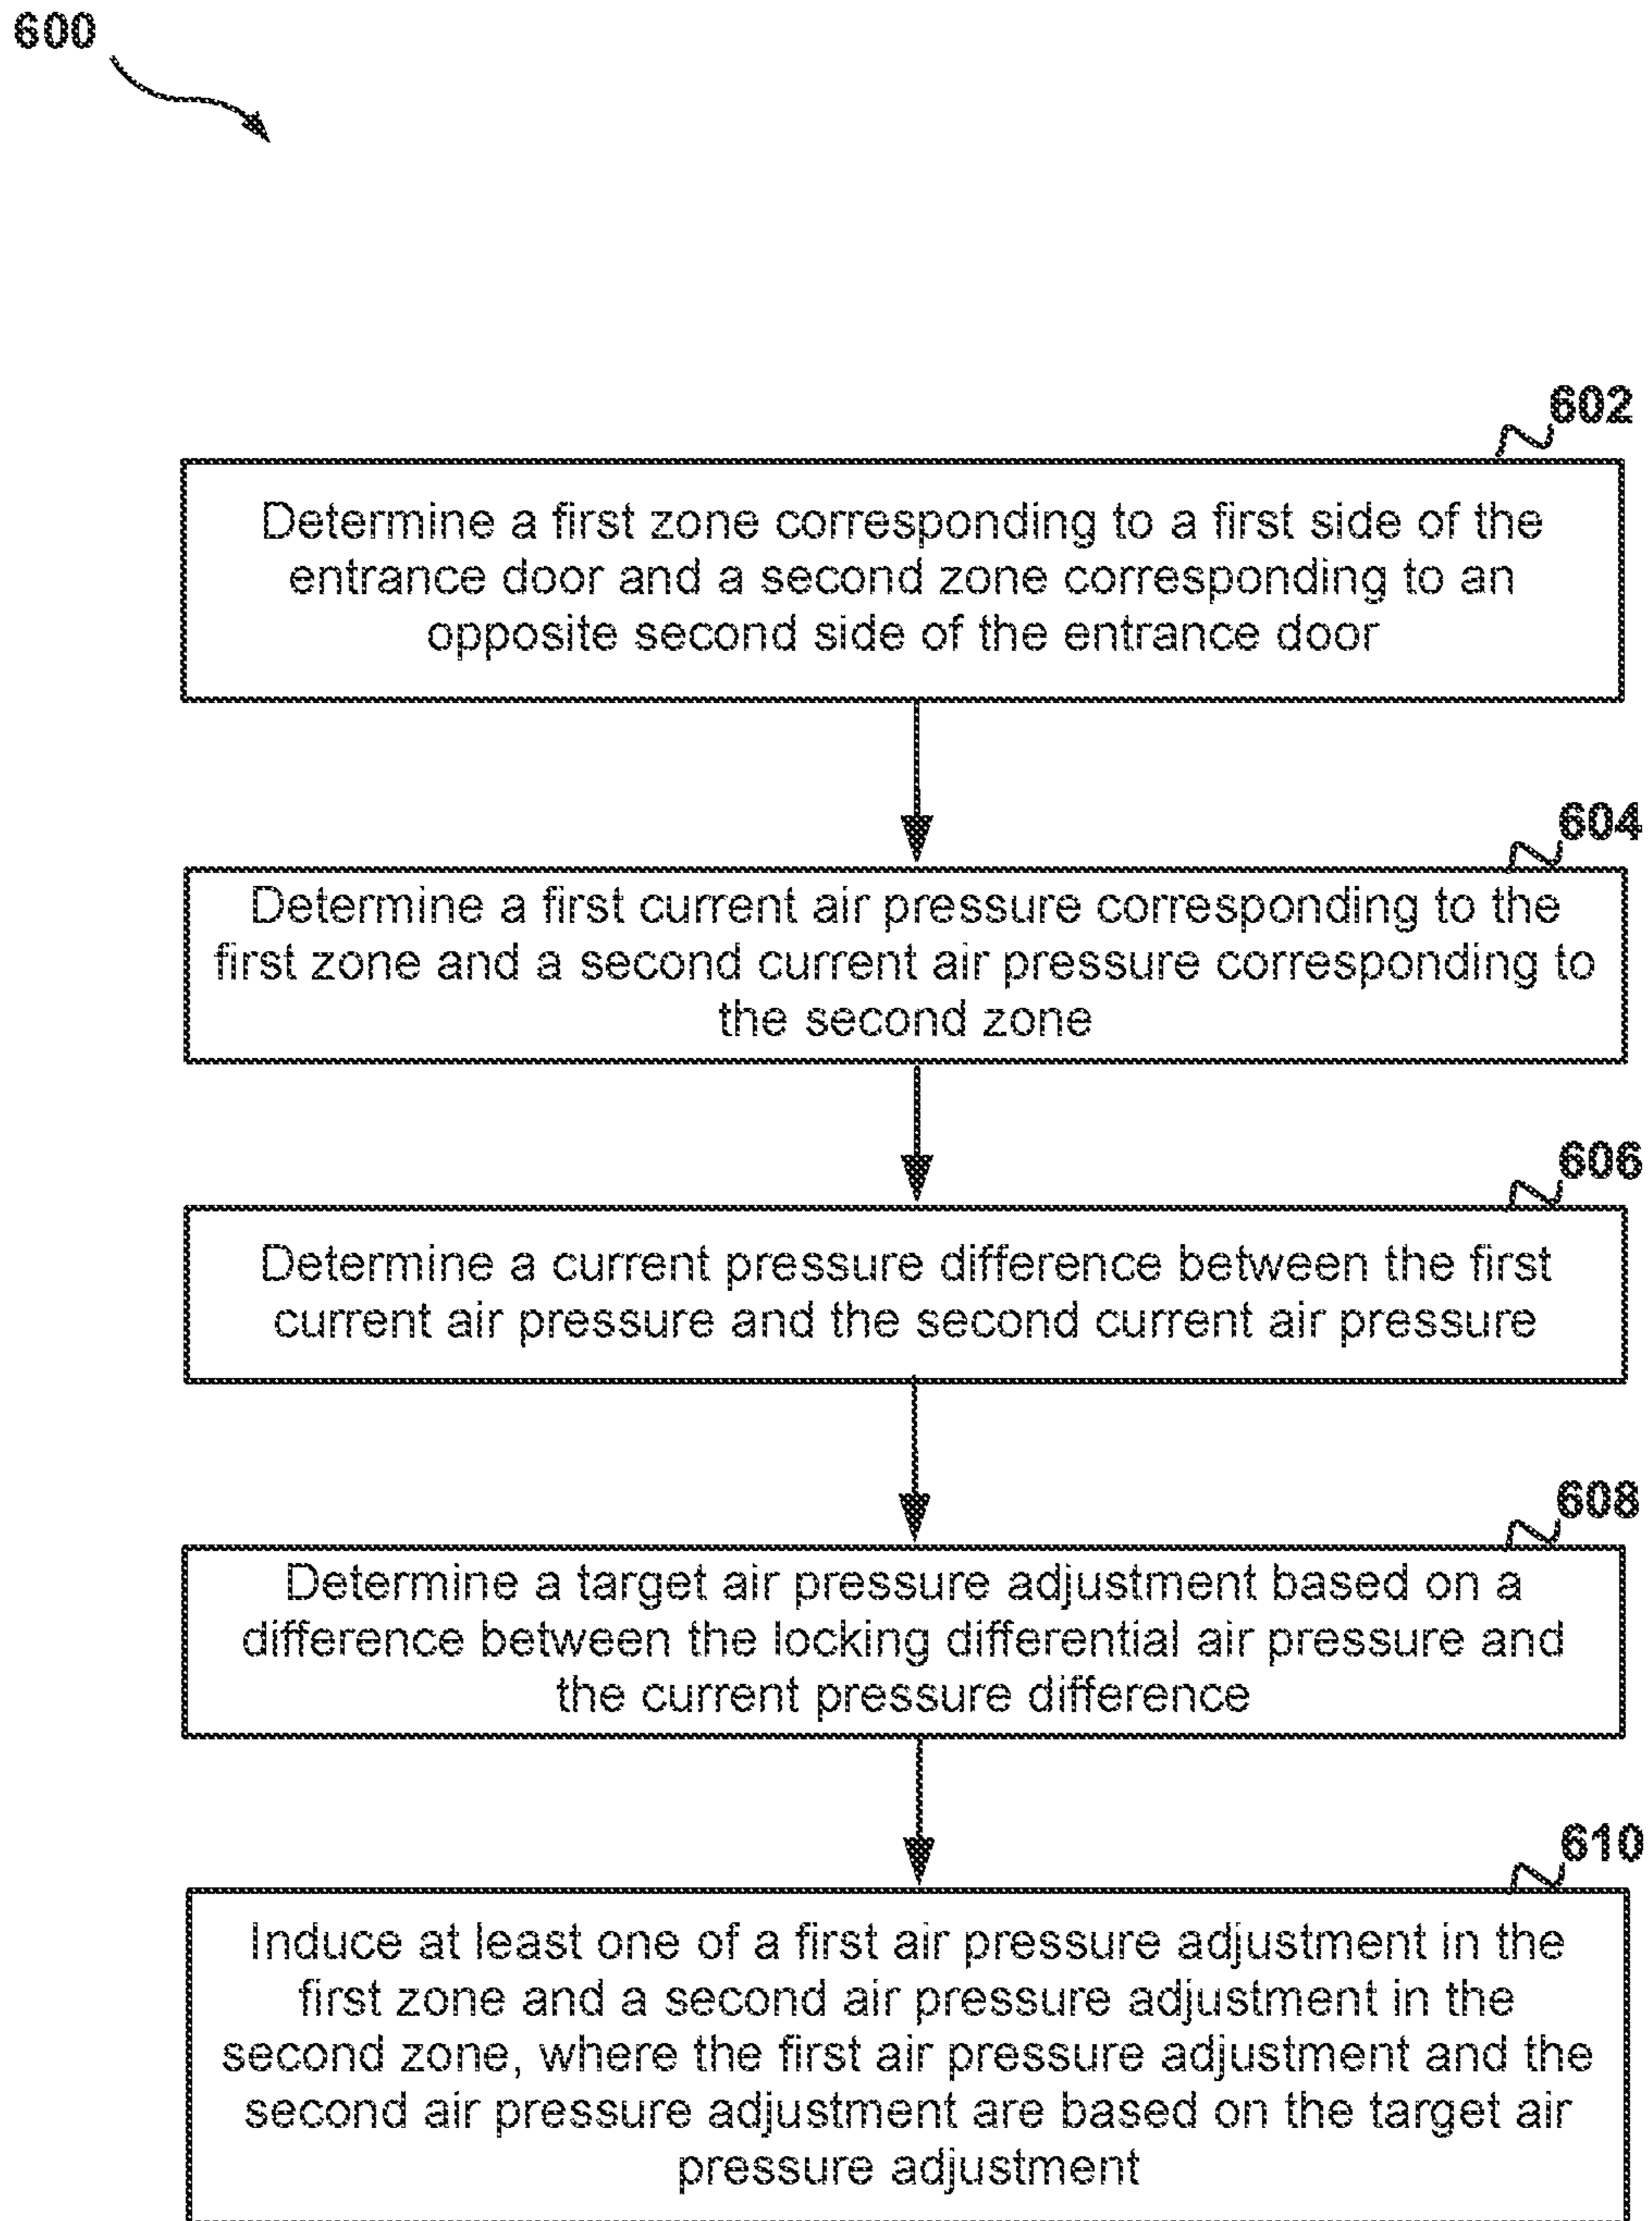 600
602
Determine a first zone corresponding to a first side of the
entrance door and a second zone corresponding to an
opposite second side of the entrance door
604
Determine a first current air pressure corresponding to the
first zone and a second current air pressure corresponding to
the second zone
606
Determine a current pressure difference between the first
current air pressure and the second current air pressure
608
Determine a target air pressure adjustment based on a
difference between the locking differential air pressure and
the current pressure difference
610
Induce at least one of a first air pressure adjustment in the
first zone and a second air pressure adjustment in the
second zone, where the first air pressure adjustment and the
second air pressure adjustment are based on the target air
pressure adjustment